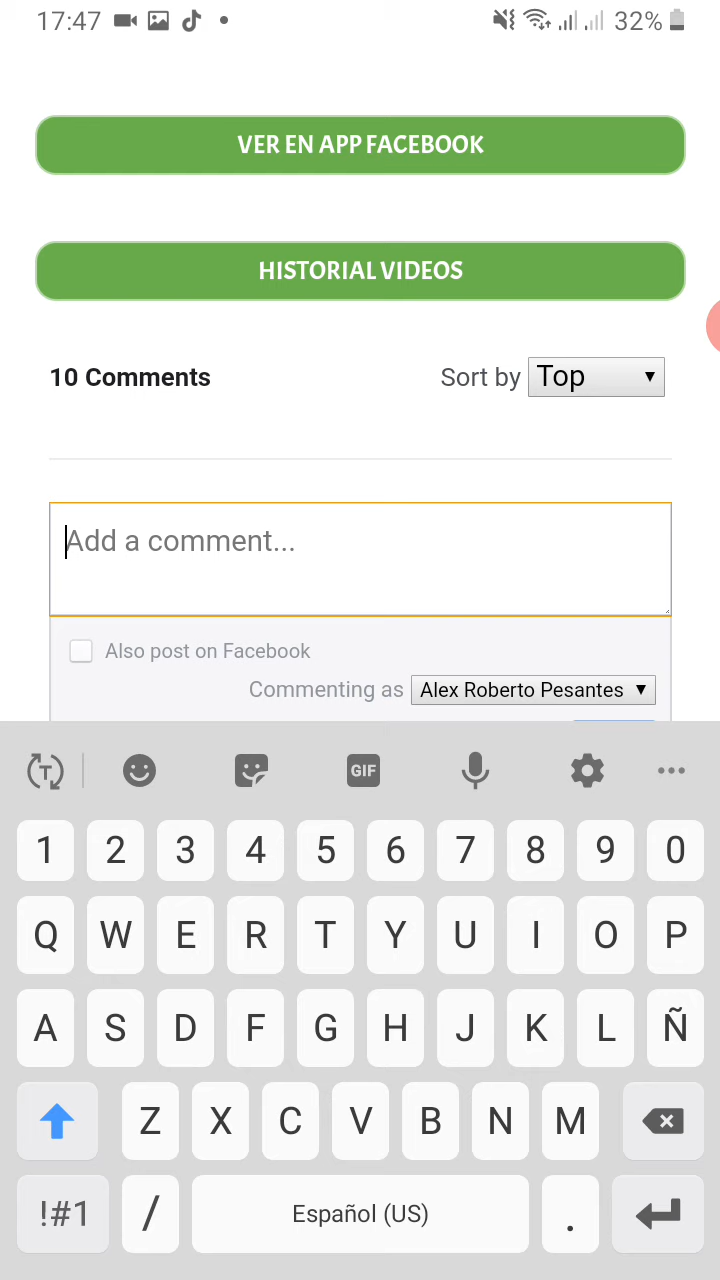 17:47 32%
VER EN APP FACEBOOK
HISTORIAL VIDEOS
10 Comments Sort by Top
Add a comment...
Also post on Facebook
Commenting as Alex Roberto Pesantes
T GIF
1 2 3 4 5 6 7 8 9 0
Q W E R T Y U I O P
A S D F G H J K L Ñ
Z X C V B N M
!#1 / Español (US) .